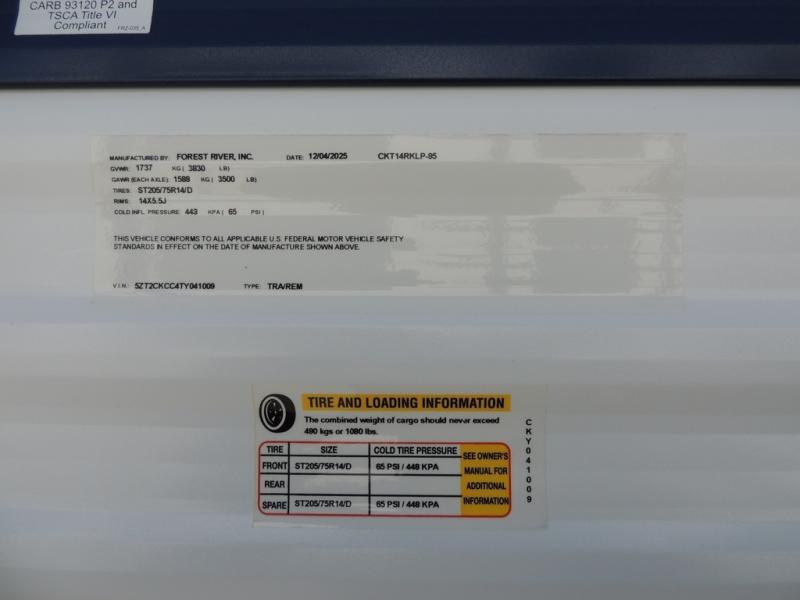 CARB 93120 P2 and
TSCA Title VI
Compliant
MANUFACTURED BY: FOREST RIVER, INC. DATE: 12/04/2025 CKT14RKLP-95
GVWR: 1737 KG ( 3830 LB)
GAWR (EACH AXLE): 1588 KG ( 3500 LB)
TIRES: ST205/75R14/D
RIMS: 14X5.5J
COLD INFL. PRESSURE 448 KPA ( 65 PSI )
THIS VEHICLE CONFORMS TO ALL APPLICABLE U.S. FEDERAL MOTOR VEHICLE SAFETY
STANDARDS IN EFFECT ON THE DATE OF MANUFACTURE SHOWN ABOVE.
V.I.N.: 5ZT2CKCC4TY041009 TYPE: TRA/REM
TIRE AND LOADING INFORMATION
The combined weight of cargo should never exceed
490 kgs or 1080 lbs.
TIRE SIZE COLD TIRE PRESSURE
FRONT ST205/75R14/D 65 PSI / 448 KPA
REAR
SPARE ST205/75R14/D 65 PSI / 448 KPA
SEE OWNER'S
MANUAL FOR
ADDITIONAL
INFORMATION
CKY041009